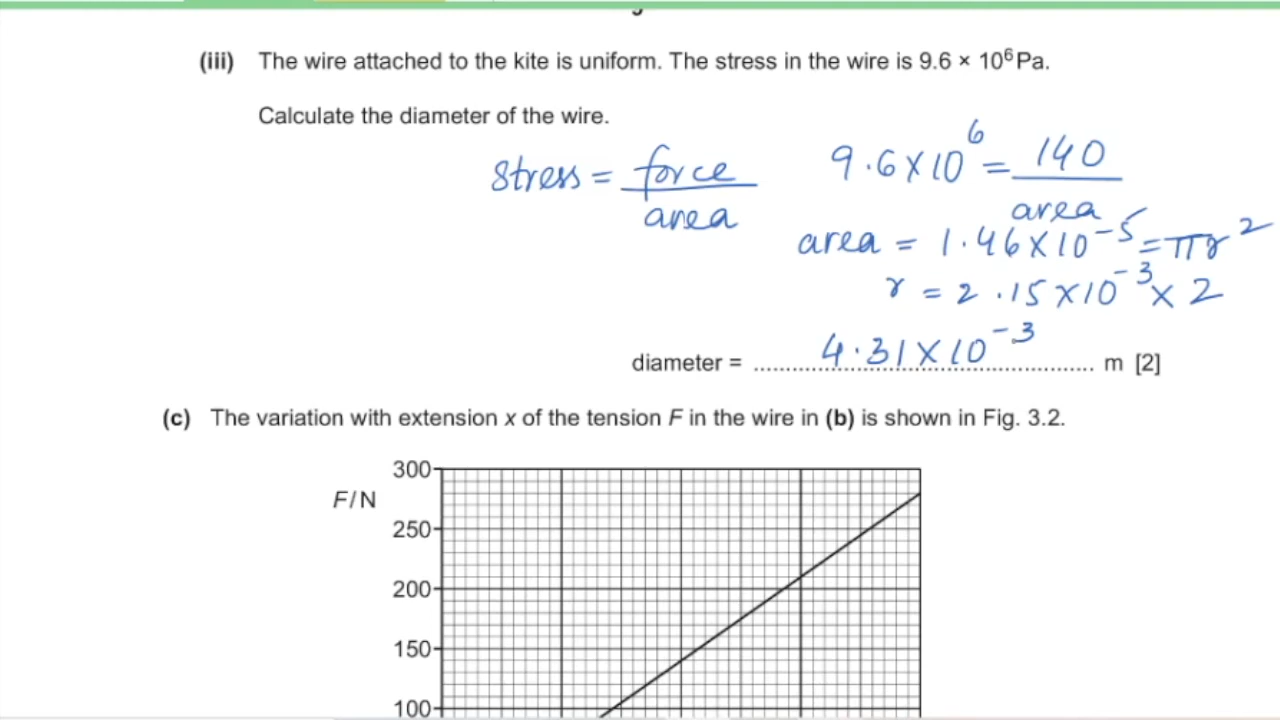 (iii) The wire attached to the kite is uniform. The stress in the wire is 9.6 × 10⁶ Pa.
Calculate the diameter of the wire.
stress = force / area
9.6 × 10⁶ = 140 / area
area = 1.46 × 10⁻⁵ = πr²
r = 2.15 × 10⁻³ × 2
diameter = 4.31 × 10⁻³ m [2]
(c) The variation with extension x of the tension F in the wire in (b) is shown in Fig. 3.2.
300
F/N
250
200
150
100